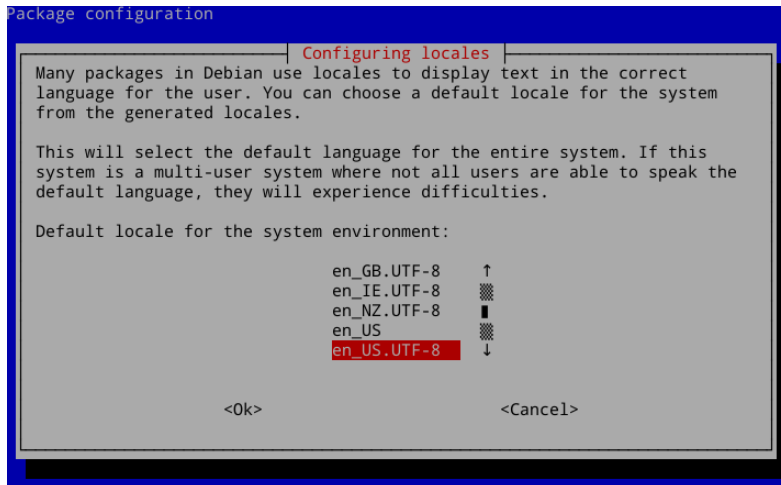 Package configuration
Configuring locales
Many packages in Debian use locales to display text in the correct
language for the user. You can choose a default locale for the system
from the generated locales.
This will select the default language for the entire system. If this
system is a multi-user system where not all users are able to speak the
default language, they will experience difficulties.
Default locale for the system environment:
en_GB.UTF-8
en_IE.UTF-8
en_NZ.UTF-8
en_US
en_US.UTF-8
<Ok> <Cancel>